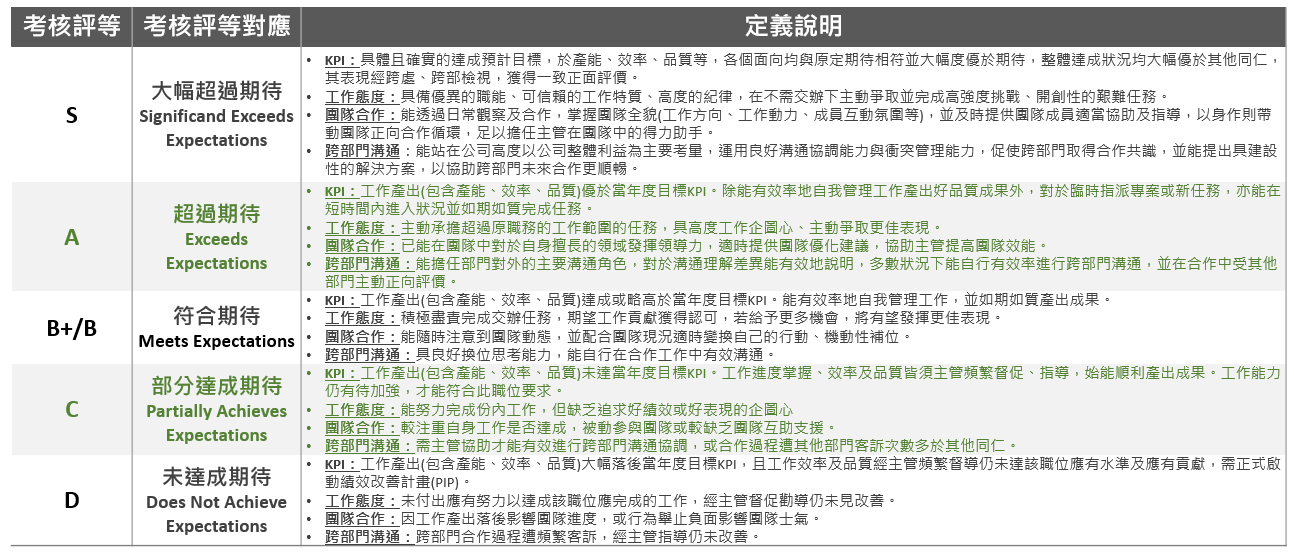 考核評等 考核評等對應 定義說明
S
大幅超過期待
Significand Exceeds
Expectations
• KPI：具體且確實的達成預計目標，於產能、效率、品質等，各個面向均與原定期待相符並大幅度優於期待，整體達成狀況均大幅優於其他同仁，
其表現經跨處、跨部檢視，獲得一致正面評價。
• 工作態度：具備優異的職能、可信賴的工作特質、高度的紀律，在不需交辦下主動爭取並完成高強度挑戰、開創性的艱難任務。
• 團隊合作：能透過日常觀察及合作，掌握團隊全貌(工作方向、工作動力、成員互動氛圍等)，並及時提供團隊成員適當協助及指導，以身作則帶
動團隊正向合作循環，足以擔任主管在團隊中的得力助手。
• 跨部門溝通：能站在公司高度以公司整體利益為主要考量，運用良好溝通協調能力與衝突管理能力，促使跨部門取得合作共識，並能提出具建設
性的解決方案，以協助跨部門未來合作更順暢。
A
超過期待
Exceeds
Expectations
• KPI：工作產出(包含產能、效率、品質)優於當年度目標KPI。除能有效率地自我管理工作產出好品質成果外，對於臨時指派專案或新任務，亦能在
短時間內進入狀況並如期如質完成任務。
• 工作態度：主動承擔超過原職務的工作範圍的任務，具高度工作企圖心、主動爭取更佳表現。
• 團隊合作：已能在團隊中對於自身擅長的領域發揮領導力，適時提供團隊優化建議，協助主管提高團隊效能。
• 跨部門溝通：能擔任部門對外的主要溝通角色，對於溝通理解差異能有效地說明，多數狀況下能自行有效率進行跨部門溝通，並在合作中受其他
部門主動正向評價。
B+/B
符合期待
Meets Expectations
• KPI：工作產出(包含產能、效率、品質)達成或略高於當年度目標KPI。能有效率地自我管理工作，並如期如質產出成果。
• 工作態度：積極盡責完成交辦任務，期望工作貢獻獲得認可，若給予更多機會，將有望發揮更佳表現。
• 團隊合作：能隨時注意到團隊動態，並配合團隊現況適時變換自己的行動、機動性補位。
• 跨部門溝通：具良好換位思考能力，能自行在合作工作中有效溝通。
C
部分達成期待
Partially Achieves
Expectations
• KPI：工作產出(包含產能、效率、品質)未達當年度目標KPI。工作進度掌握、效率及品質皆須主管頻繁督促、指導，始能順利產出成果。工作能力
仍有待加強，才能符合此職位要求。
• 工作態度：能努力完成份內工作，但缺乏追求好績效或好表現的企圖心
• 團隊合作：較注重自身工作是否達成，被動參與團隊或較缺乏團隊互助支援。
• 跨部門溝通：需主管協助才能有效進行跨部門溝通協調，或合作過程遭其他部門客訴次數多於其他同仁。
D
未達成期待
Does Not Achieve
Expectations
• KPI：工作產出(包含產能、效率、品質)大幅落後當年度目標KPI，且工作效率及品質經主管頻繁督導仍未達該職位應有水準及應有貢獻，需正式啟
動績效改善計畫(PIP)。
• 工作態度：未付出應有努力以達成該職位應完成的工作，經主管督促勸導仍未見改善。
• 團隊合作：因工作產出落後影響團隊進度，或行為舉止負面影響團隊士氣。
• 跨部門溝通：跨部門合作過程遭頻繁客訴，經主管指導仍未改善。